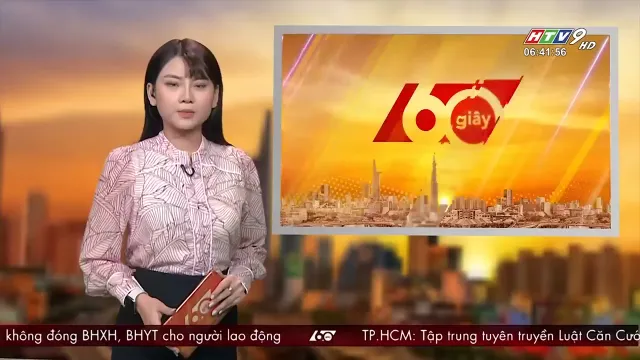 HTV9 HD
06:41:56
60 giây
không đóng BHXH, BHYT cho người lao động
60
TP.HCM: Tập trung tuyên truyền Luật Căn Cướ